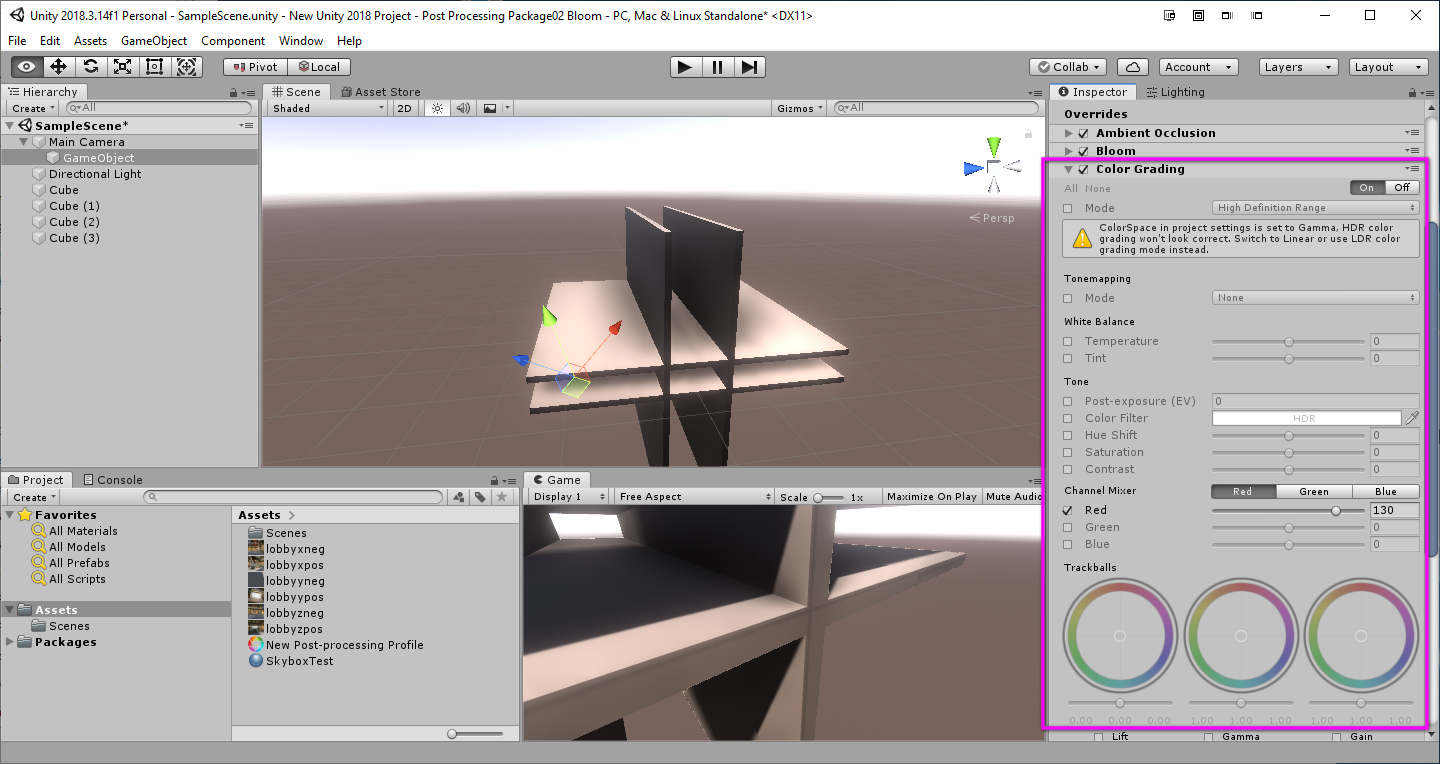 Unity 2018.3.14f1 Personal - SampleScene.unity - New Unity 2018 Project - Post Processing Package02 Bloom - PC, Mac & Linux Standalone* <DX11>
File Edit Assets GameObject Component Window Help
Pivot Local Collab Account Layers Layout
Hierarchy
Create All
SampleScene*
Main Camera
GameObject
Directional Light
Cube
Cube (1)
Cube (2)
Cube (3)
Scene Asset Store
Shaded 2D Gizmos All
Persp
Project Console
Create
Favorites
All Materials
All Models
All Prefabs
All Scripts
Assets
Scenes
Packages
Assets
Scenes
lobbyxneg
lobbyxpos
lobbyyneg
lobbyypos
lobbyzneg
lobbyzpos
New Post-processing Profile
SkyboxTest
Game
Display 1 Free Aspect Scale 1x Maximize On Play Mute Audio
Inspector Lighting
Overrides
Ambient Occlusion
Bloom
Color Grading
All None On Off
Mode High Definition Range
ColorSpace in project settings is set to Gamma, HDR color
grading won't look correct. Switch to Linear or use LDR color
grading mode instead.
Tonemapping
Mode None
White Balance
Temperature 0
Tint 0
Tone
Post-exposure (EV) 0
Color Filter HDR
Hue Shift 0
Saturation 0
Contrast 0
Channel Mixer Red Green Blue
Red 130
Green 0
Blue 0
Trackballs
0.00 0.00 0.00 1.00 1.00 1.00 1.00 1.00 1.00
Lift Gamma Gain